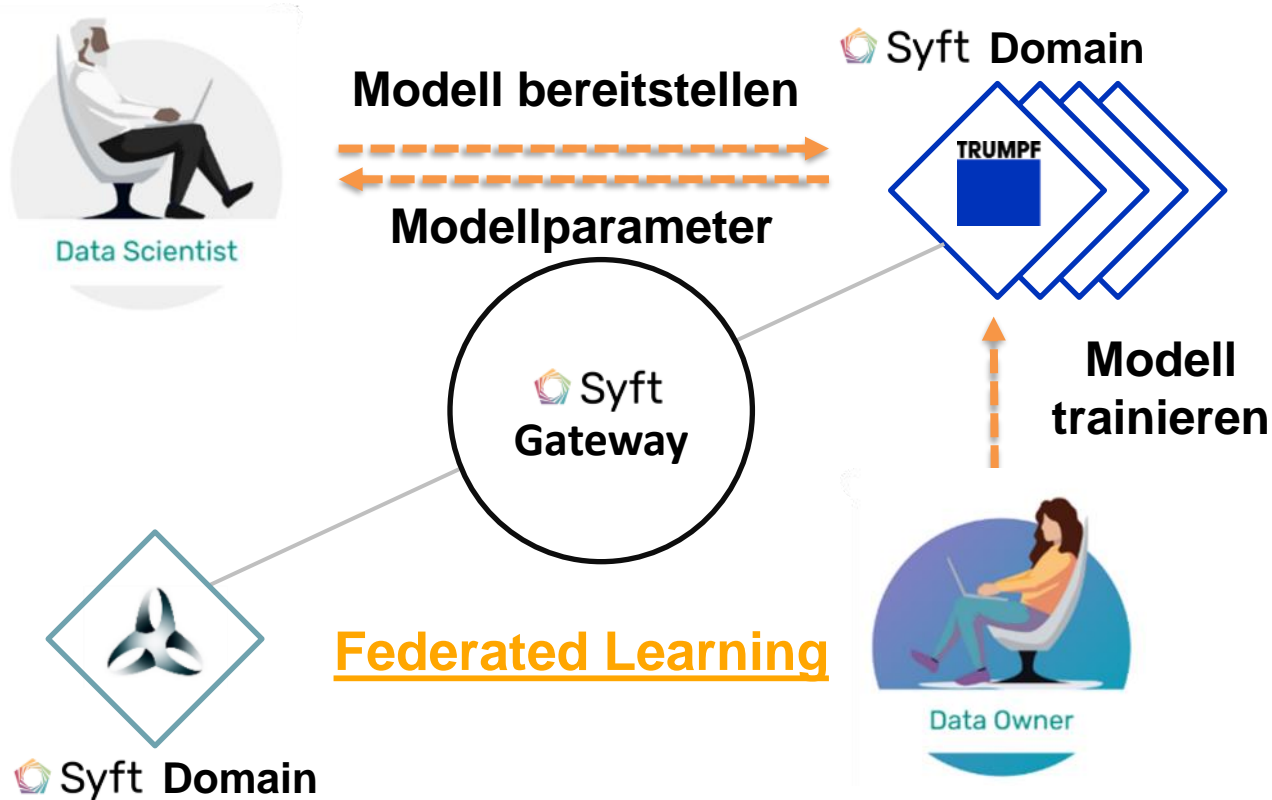 Syft Domain
Modell bereitstellen
TRUMPF
Modellparameter
Data Scientist
Modell
trainieren
Syft
Gateway
Federated Learning
Data Owner
Syft Domain